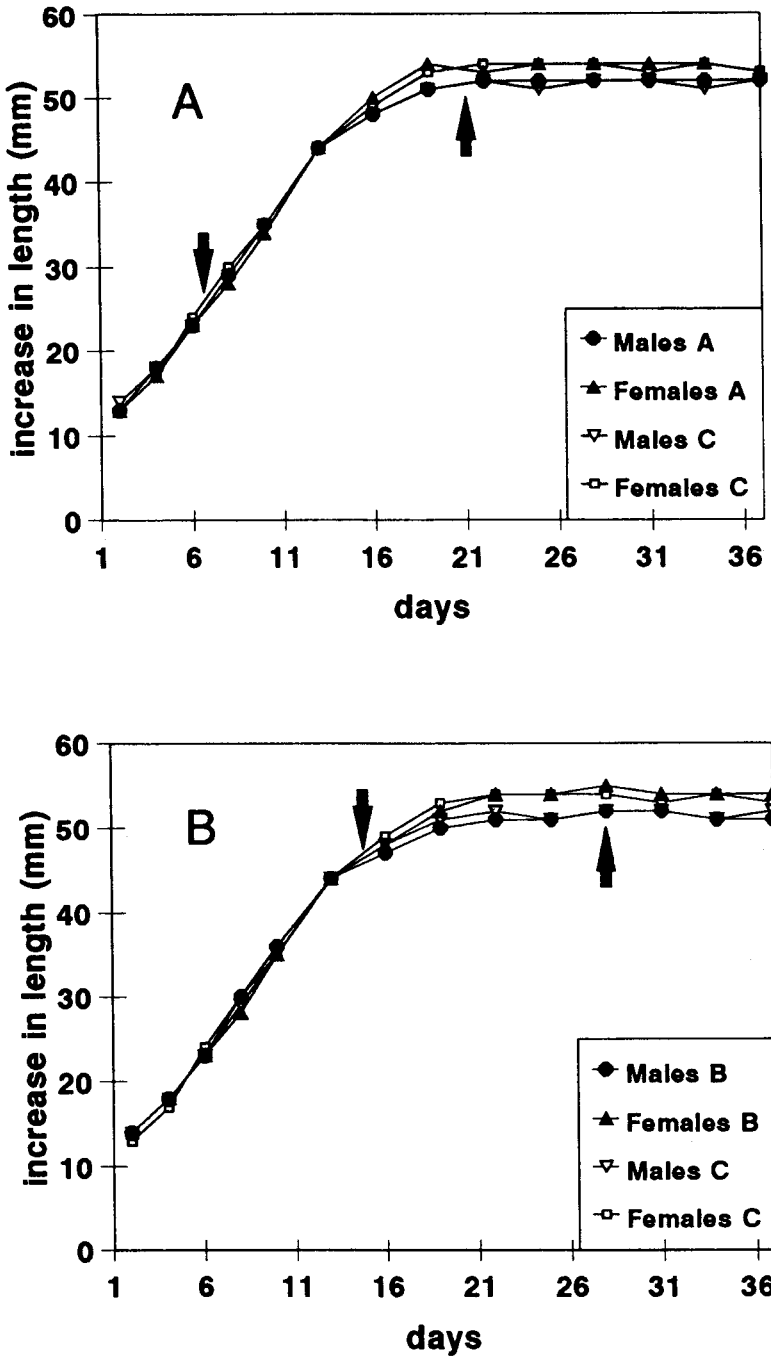 60
50
40
30
20
10
0
increase in length (mm)
A
Males A
Females A
Males C
Females C
1 6 11 16 21 26 31 36
days
60
50
40
30
20
10
0
increase in length (mm)
B
Males B
Females B
Males C
Females C
1 6 11 16 21 26 31 36
days